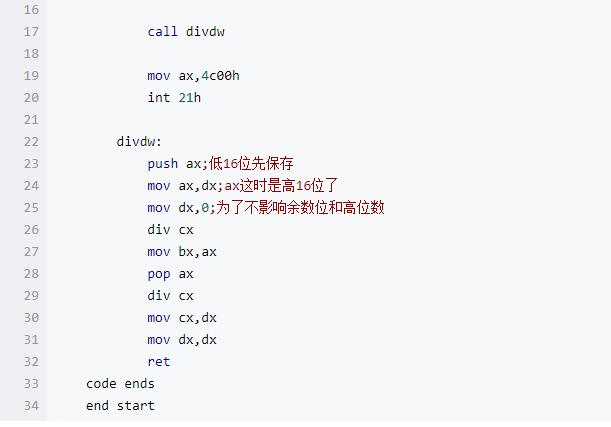 16
17 call divdw
18
19 mov ax,4c00h
20 int 21h
21
22 divdw:
23 push ax;低16位先保存
24 mov ax,dx;ax这时是高16位了
25 mov dx,0;为了不影响余数位和高位数
26 div cx
27 mov bx,ax
28 pop ax
29 div cx
30 mov cx,dx
31 mov dx,dx
32 ret
33 code ends
34 end start